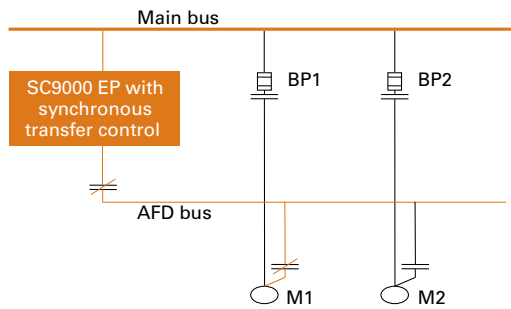 Main bus
SC9000 EP with
synchronous
transfer control
BP1
BP2
AFD bus
M1
M2